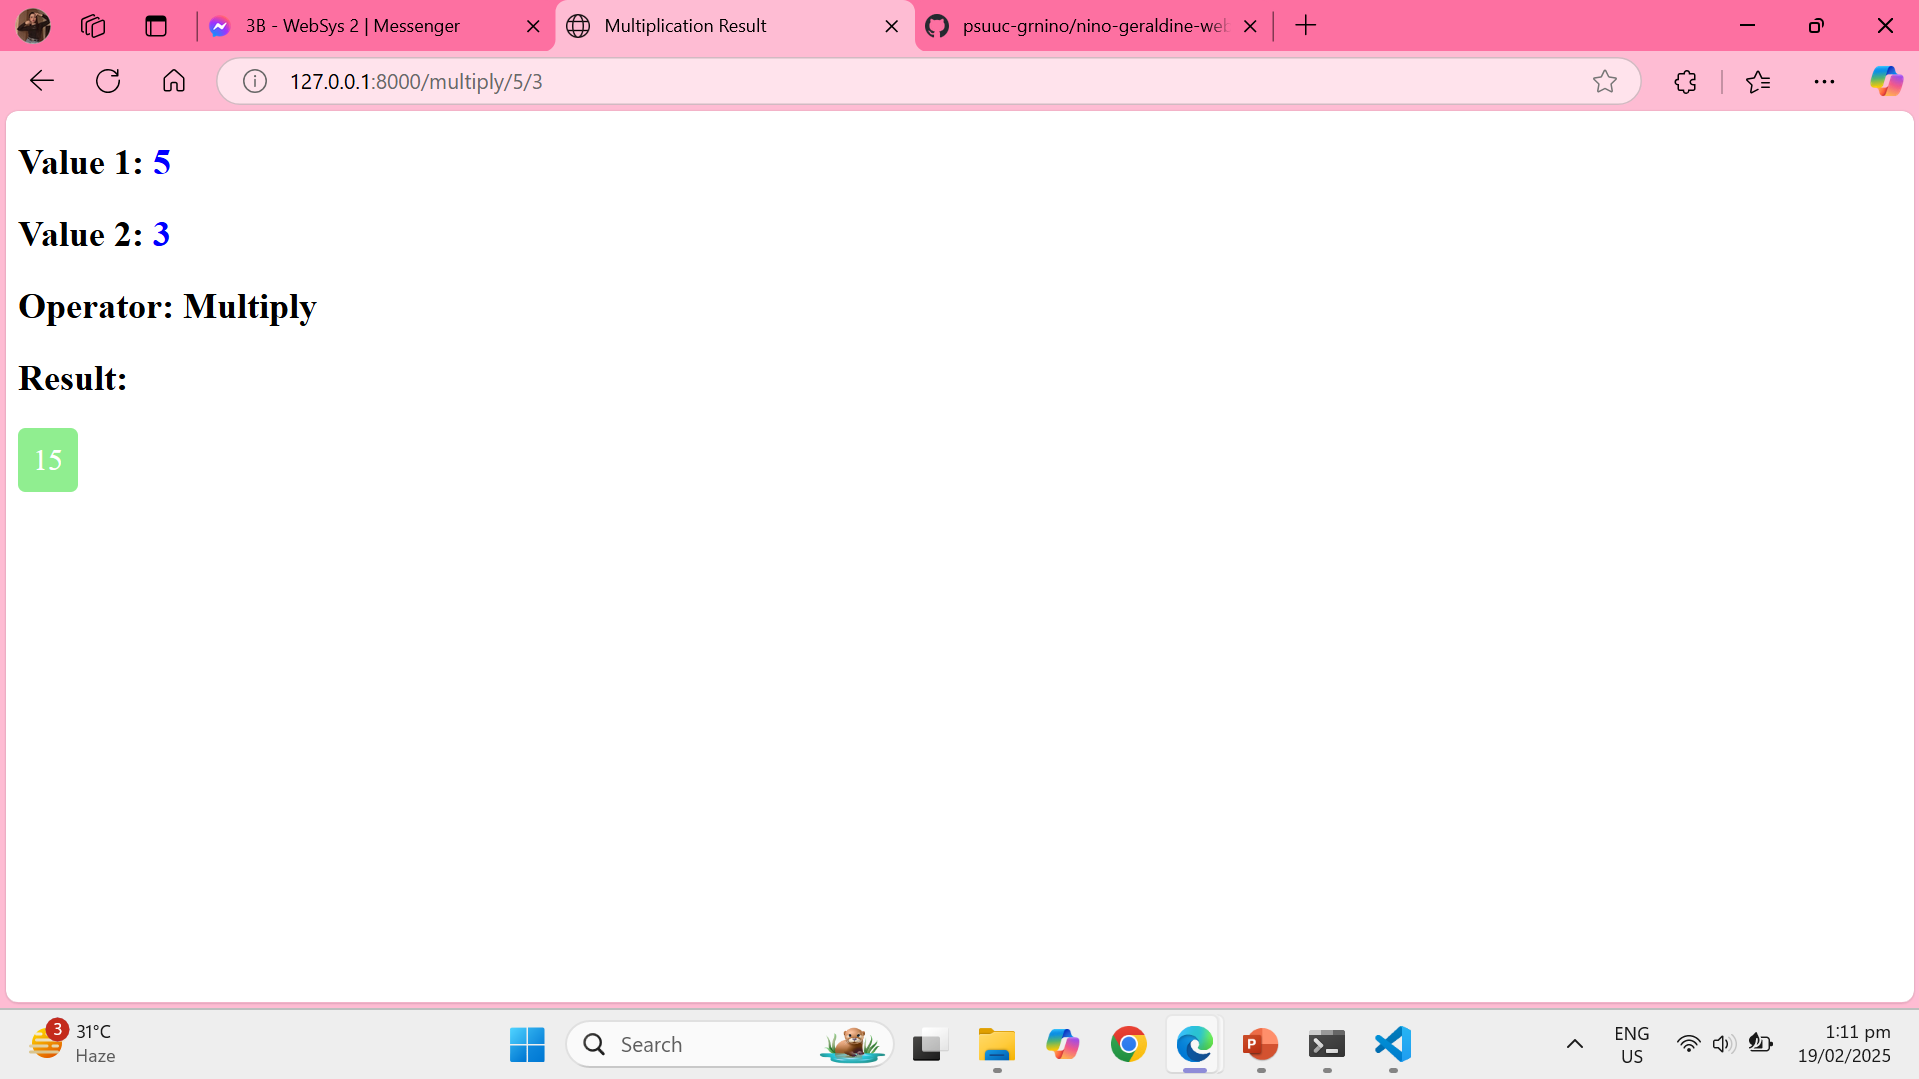 3B - WebSys 2 | Messenger
Multiplication Result
psuuc-grnino/nino-geraldine-web
127.0.0.1:8000/multiply/5/3
Value 1: 5
Value 2: 3
Operator: Multiply
Result:
15
3
31°C
Haze
Search
P
ENG
US
1:11 pm
19/02/2025